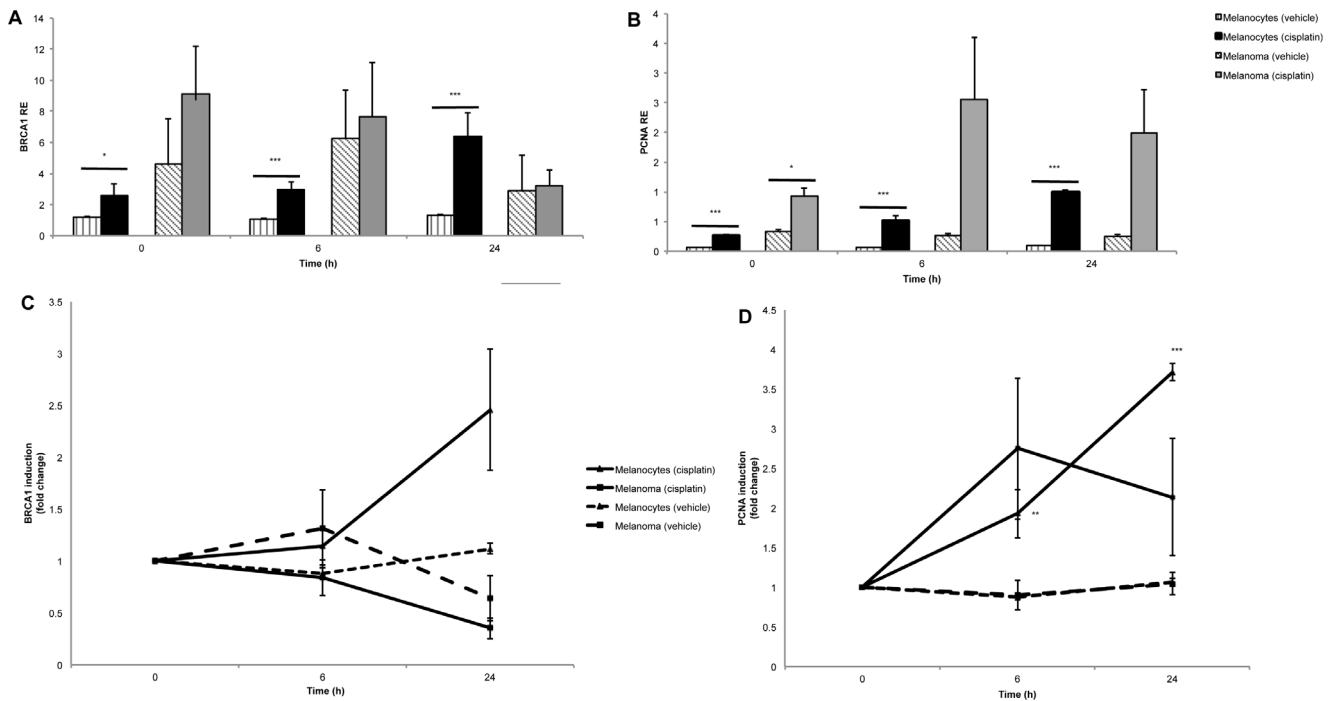 A
14
12
10
8
6
4
2
0
BRCA1 RE
*
***
***
0
6
24
Time (h)
B
4
4
3
3
2
2
1
1
0
PCNA RE
***
*
***
***
0
6
24
Time (h)
Melanocytes (vehicle)
Melanocytes (cisplatin)
Melanoma (vehicle)
Melanoma (cisplatin)
C
3.5
3
2.5
2
1.5
1
0.5
0
BRCA1 induction
(fold change)
0
6
24
Time (h)
Melanocytes (cisplatin)
Melanoma (cisplatin)
Melanocytes (vehicle)
Melanoma (vehicle)
D
4.5
4
3.5
3
2.5
2
1.5
1
0.5
0
PCNA induction
(fold change)
**
***
0
6
24
Time (h)